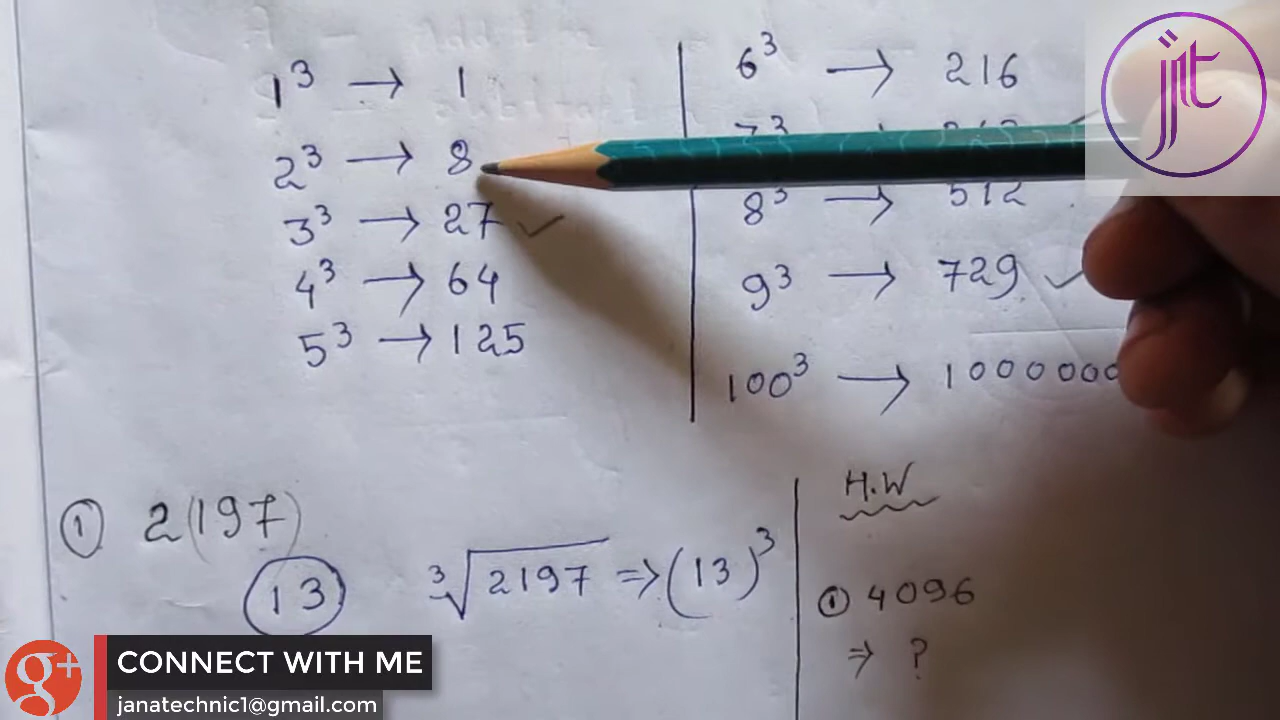 1³ → 1
2³ → 8
3³ → 27 ✓
4³ → 64
5³ → 125
6³ → 216
7³
8³ → 512
9³ → 729 ✓
100³ → 1000000
① 2(197)
13
∛2197 => (13)³
H.W
① 4096
⇒ ?
jt
CONNECT WITH ME
janatechnic1@gmail.com
g+